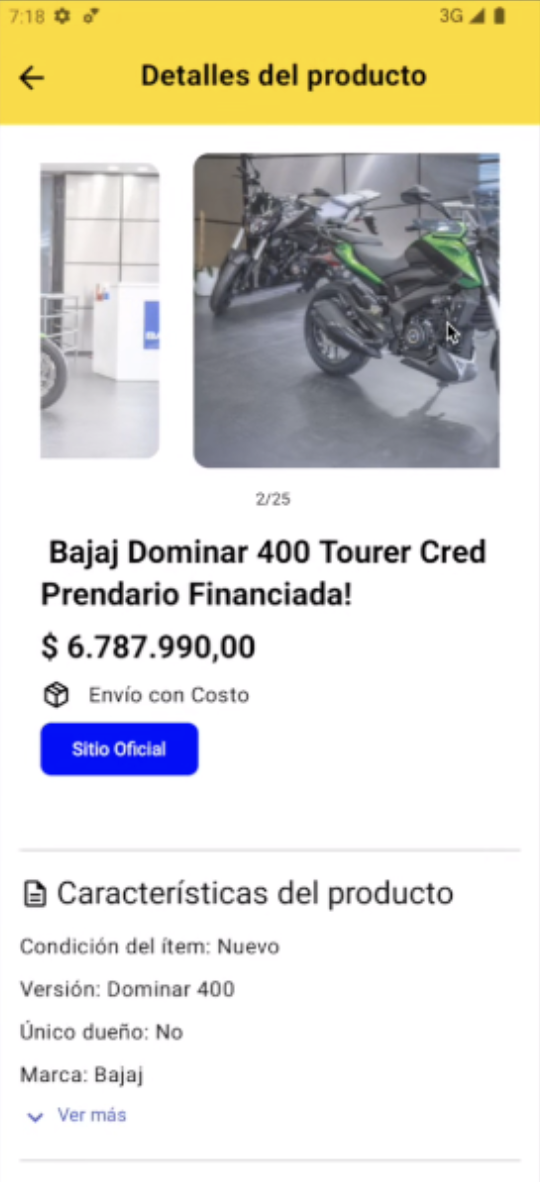 7:18
3G
Detalles del producto
2/25
Bajaj Dominar 400 Tourer Cred
Prendario Financiada!
$ 6.787.990,00
Envío con Costo
Sitio Oficial
Características del producto
Condición del ítem: Nuevo
Versión: Dominar 400
Único dueño: No
Marca: Bajaj
Ver más